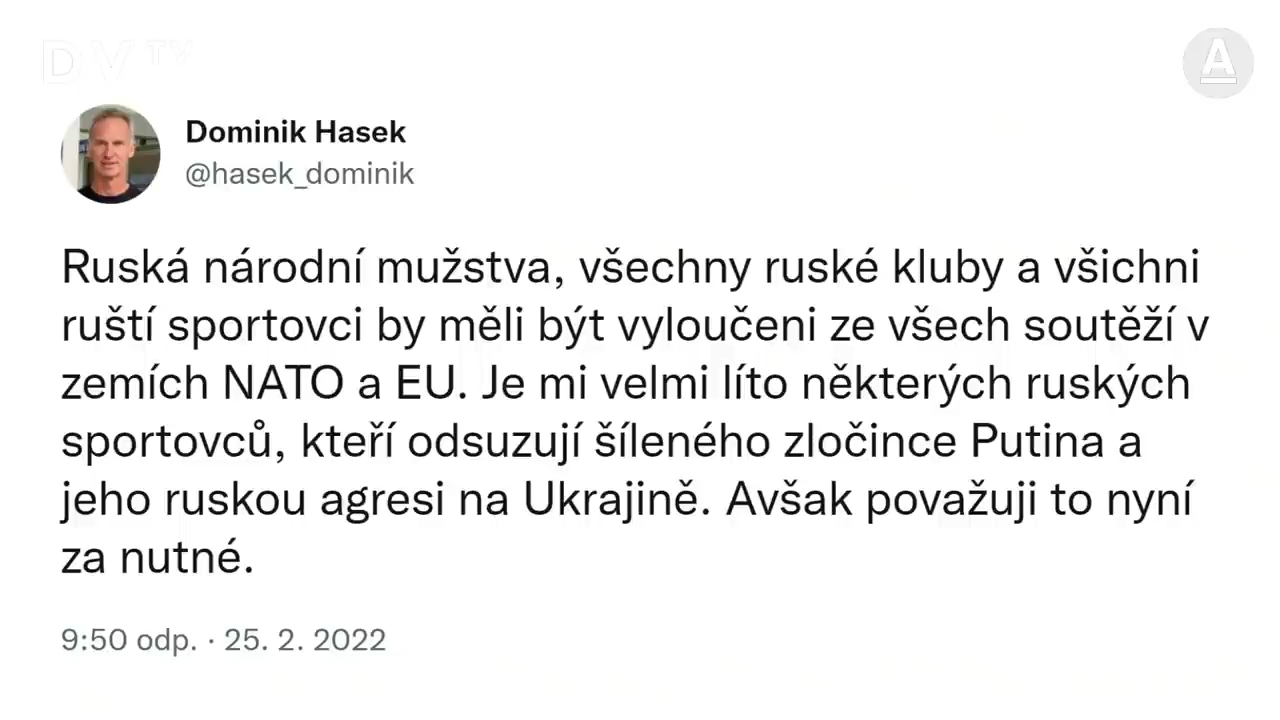 DVTV
A
Dominik Hasek
@hasek_dominik
Ruská národní mužstva, všechny ruské kluby a všichni
ruští sportovci by měli být vyloučeni ze všech soutěží v
zemích NATO a EU. Je mi velmi líto některých ruských
sportovců, kteří odsuzují šíleného zločince Putina a
jeho ruskou agresi na Ukrajině. Avšak považuji to nyní
za nutné.
9:50 odp. · 25. 2. 2022